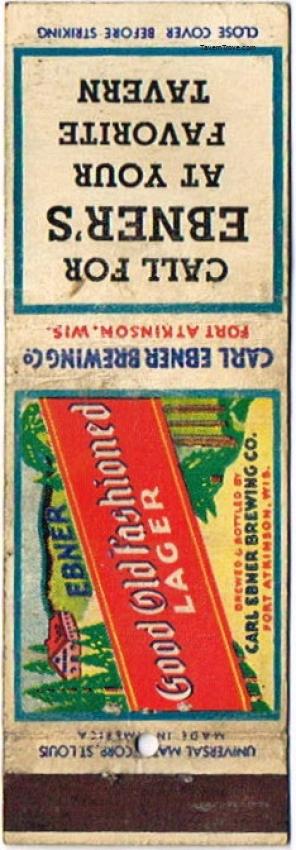 CLOSE COVER BEFORE STRIKING
TavernTrove.com
CALL FOR
EBNER'S
AT YOUR
FAVORITE
TAVERN
CARL EBNER BREWING CO
FORT ATKINSON, WIS.
EBNER
Good Old Fashioned
LAGER
BREWED & BOTTLED BY
CARL EBNER BREWING CO.
FORT ATKINSON, WIS.
UNIVERSAL MATCH CORP., ST. LOUIS
MADE IN AMERICA